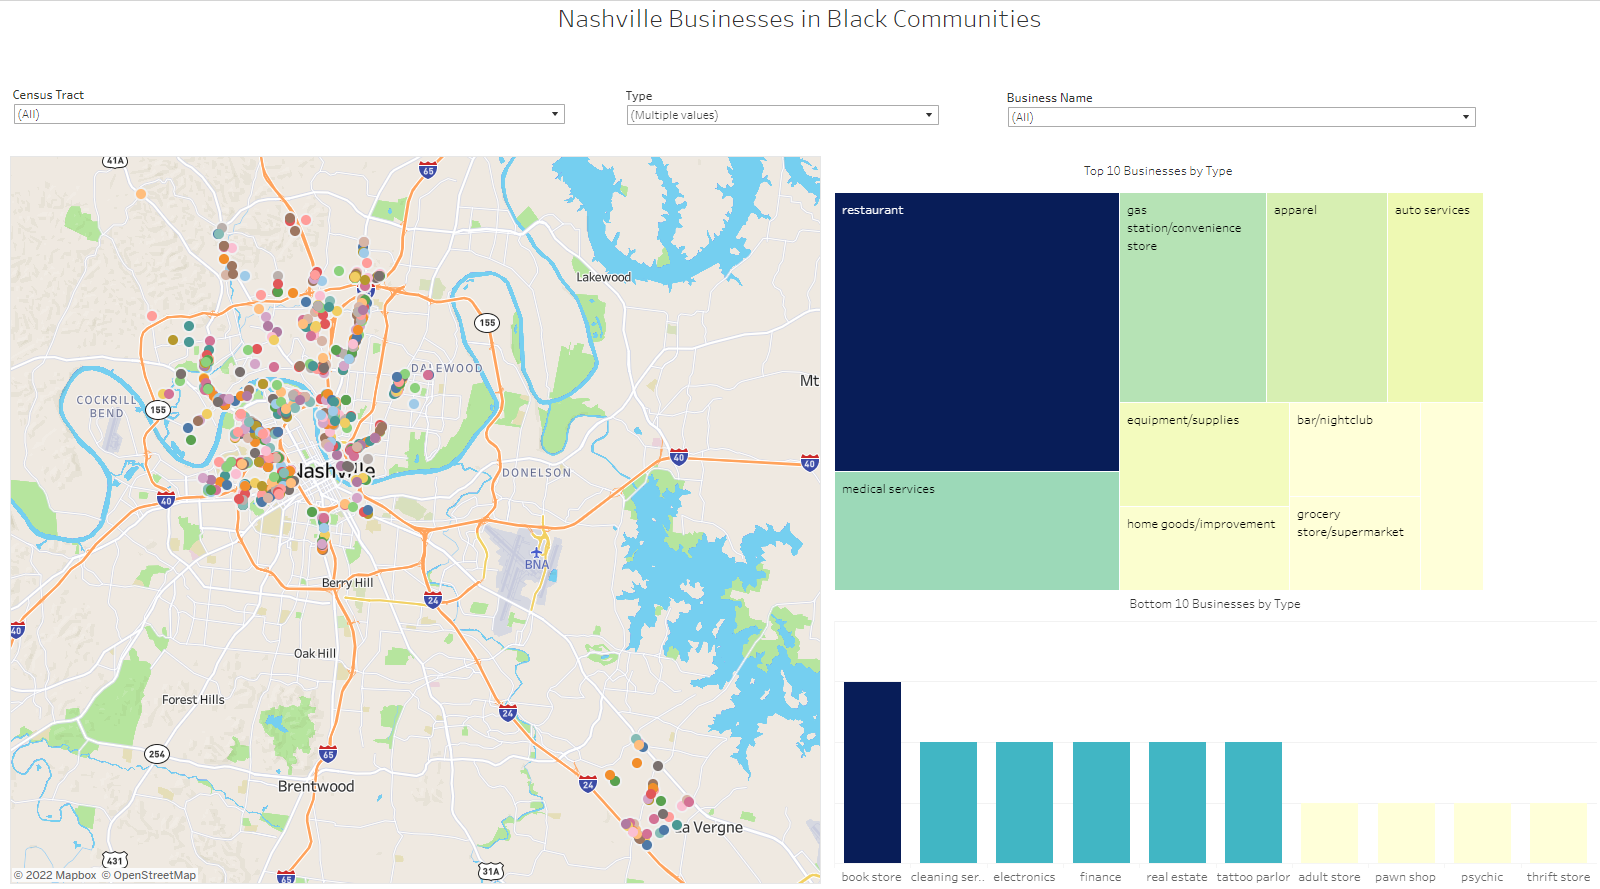 Nashville Businesses in Black Communities
Census Tract
(All)
Type
(Multiple values)
Business Name
(All)
41A
65
Lakewood
155
DALEWOOD
Mt
COCKRILL
BEND
155
Nashville
40
40
DONELSON
40
BNA
Berry Hill
24
40
Oak Hill
Forest Hills
24
254
65
Brentwood
24
La Vergne
431
31A
65
© 2022 Mapbox © OpenStreetMap
Top 10 Businesses by Type
restaurant
gas
station/convenience
store
apparel
auto services
medical services
equipment/supplies
bar/nightclub
home goods/improvement
grocery
store/supermarket
Bottom 10 Businesses by Type
book store
cleaning ser..
electronics
finance
real estate
tattoo parlor
adult store
pawn shop
psychic
thrift store